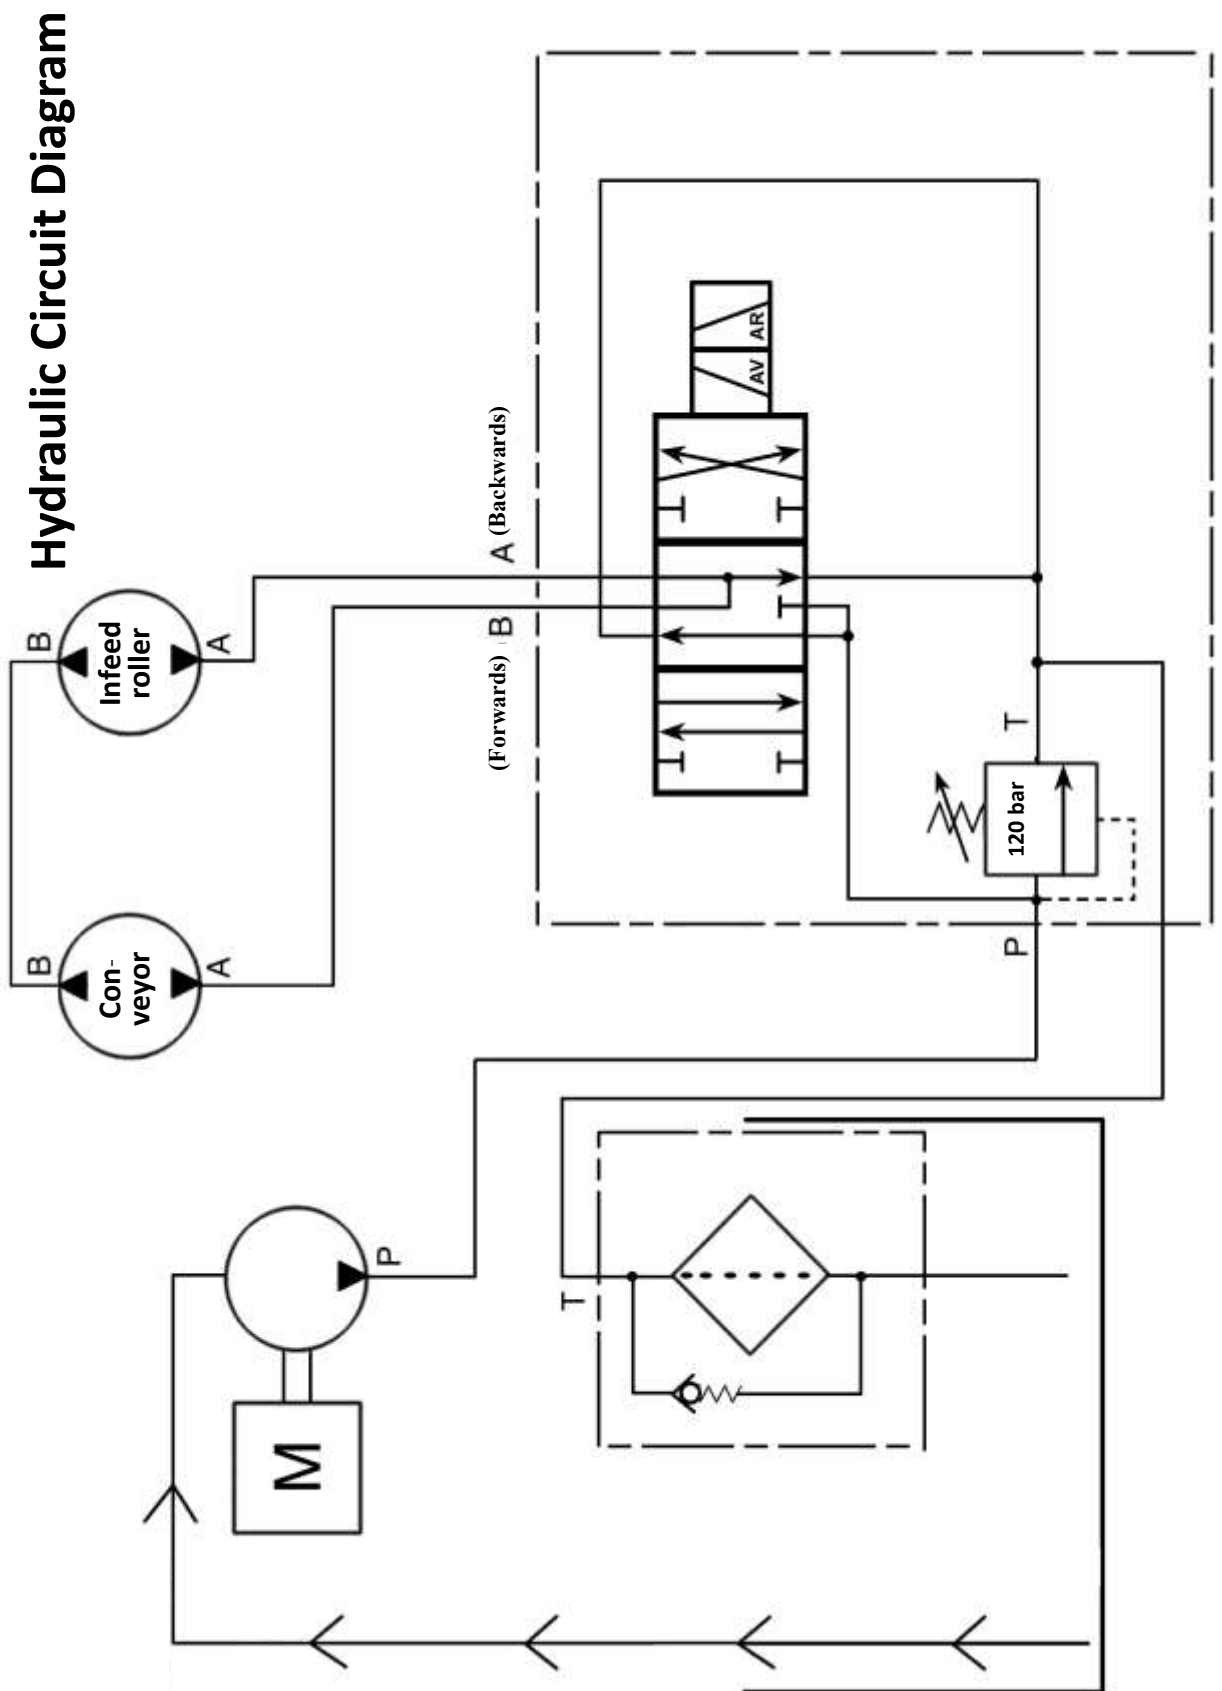 Hydraulic Circuit Diagram
B
B
Con-
veyor
Infeed
roller
A
A
M
P
(Forwards) B
A (Backwards)
T
AV
AR
P
120 bar
T